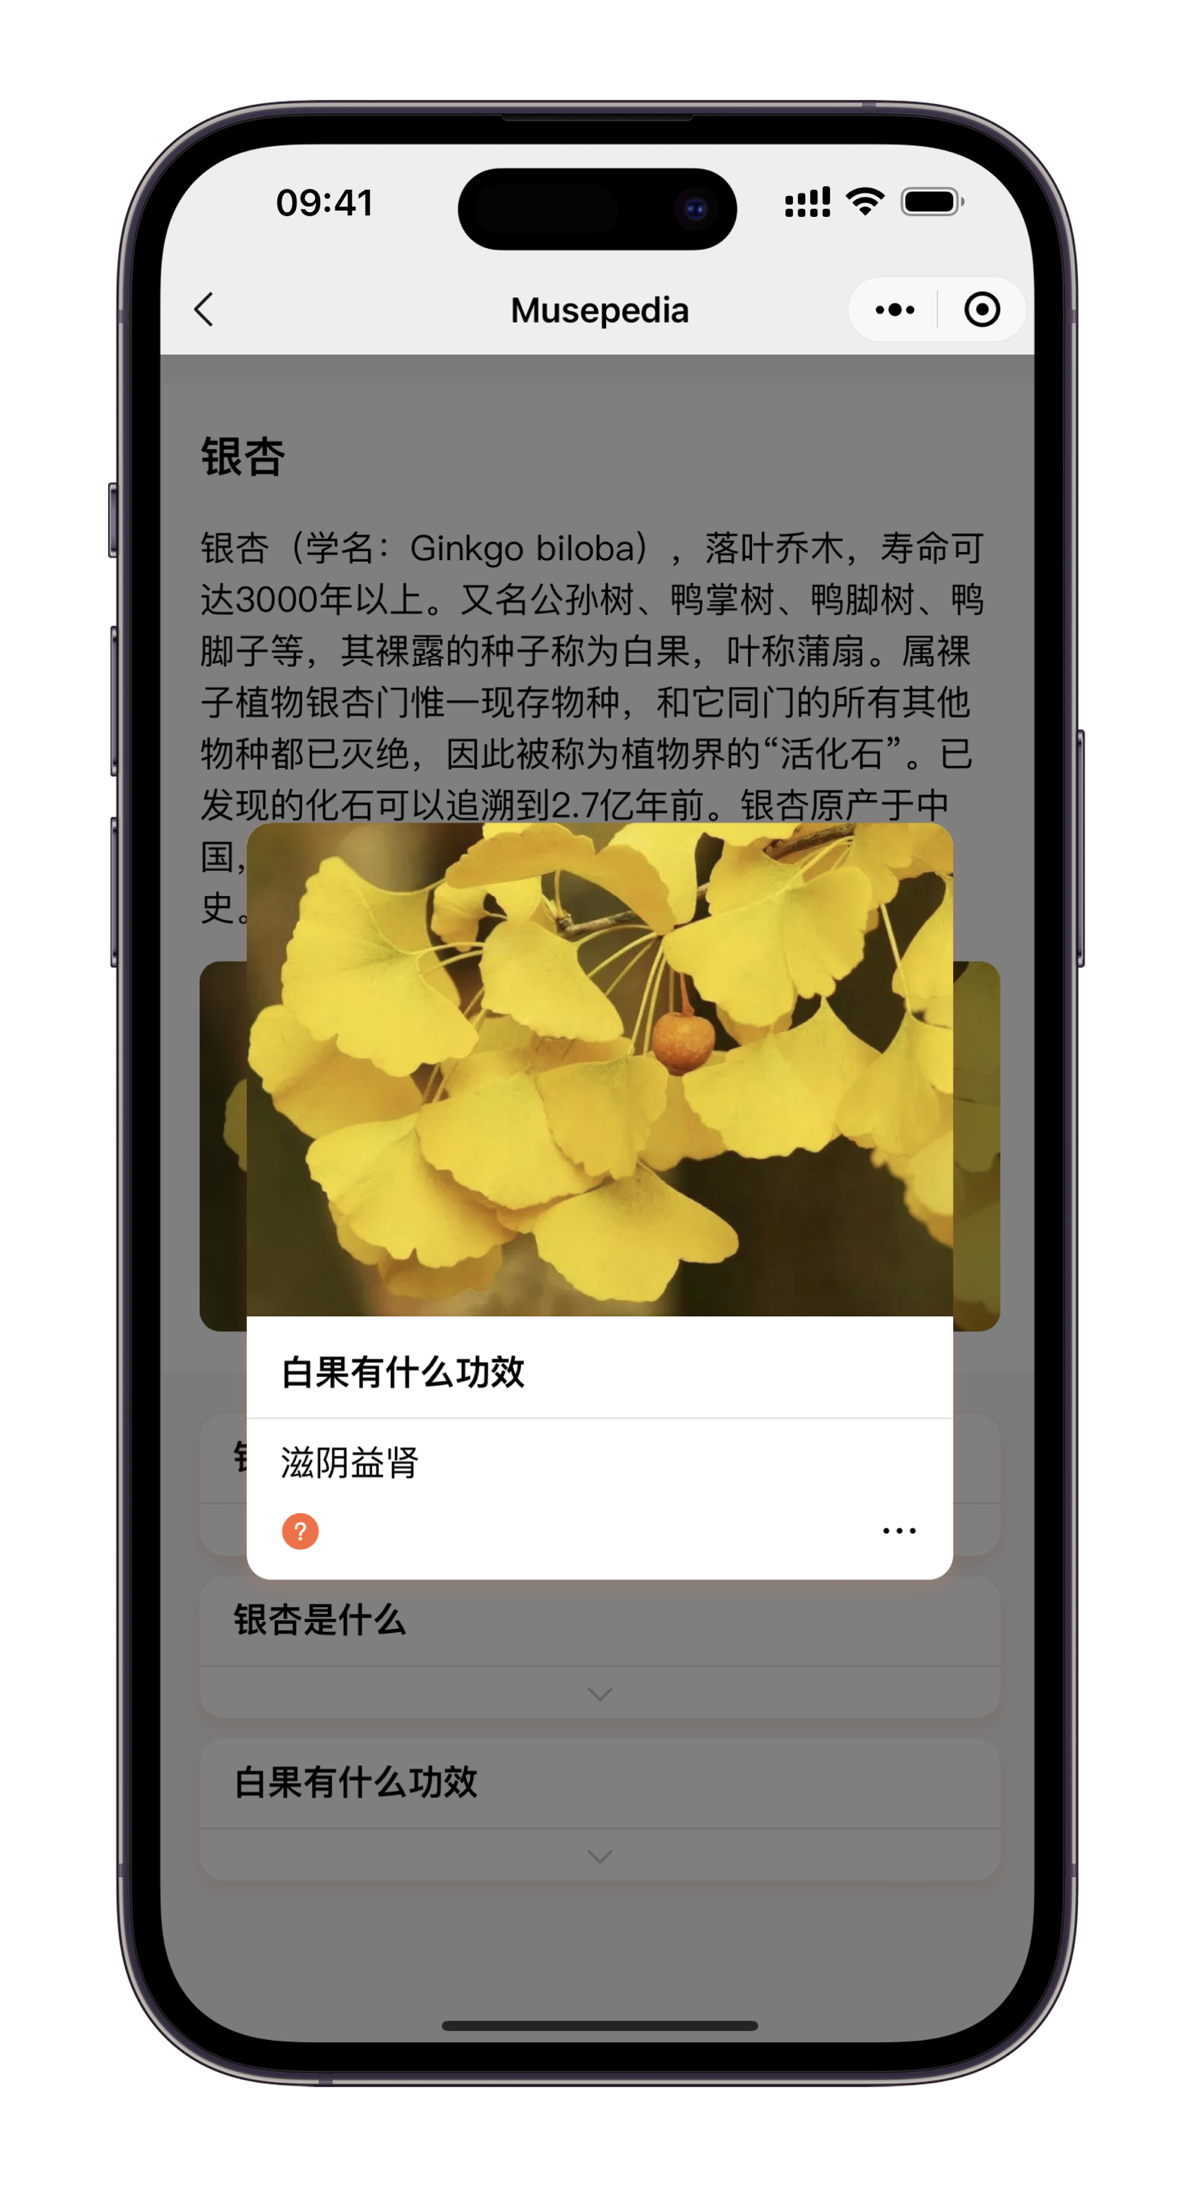 09:41
Musepedia
银杏
银杏（学名：Ginkgo biloba），落叶乔木，寿命可
达3000年以上。又名公孙树、鸭掌树、鸭脚树、鸭
脚子等，其裸露的种子称为白果，叶称蒲扇。属裸
子植物银杏门惟一现存物种，和它同门的所有其他
物种都已灭绝，因此被称为植物界的“活化石”。已
发现的化石可以追溯到2.7亿年前。银杏原产于中
国，
史。
白果有什么功效
滋阴益肾
?
银杏是什么
白果有什么功效